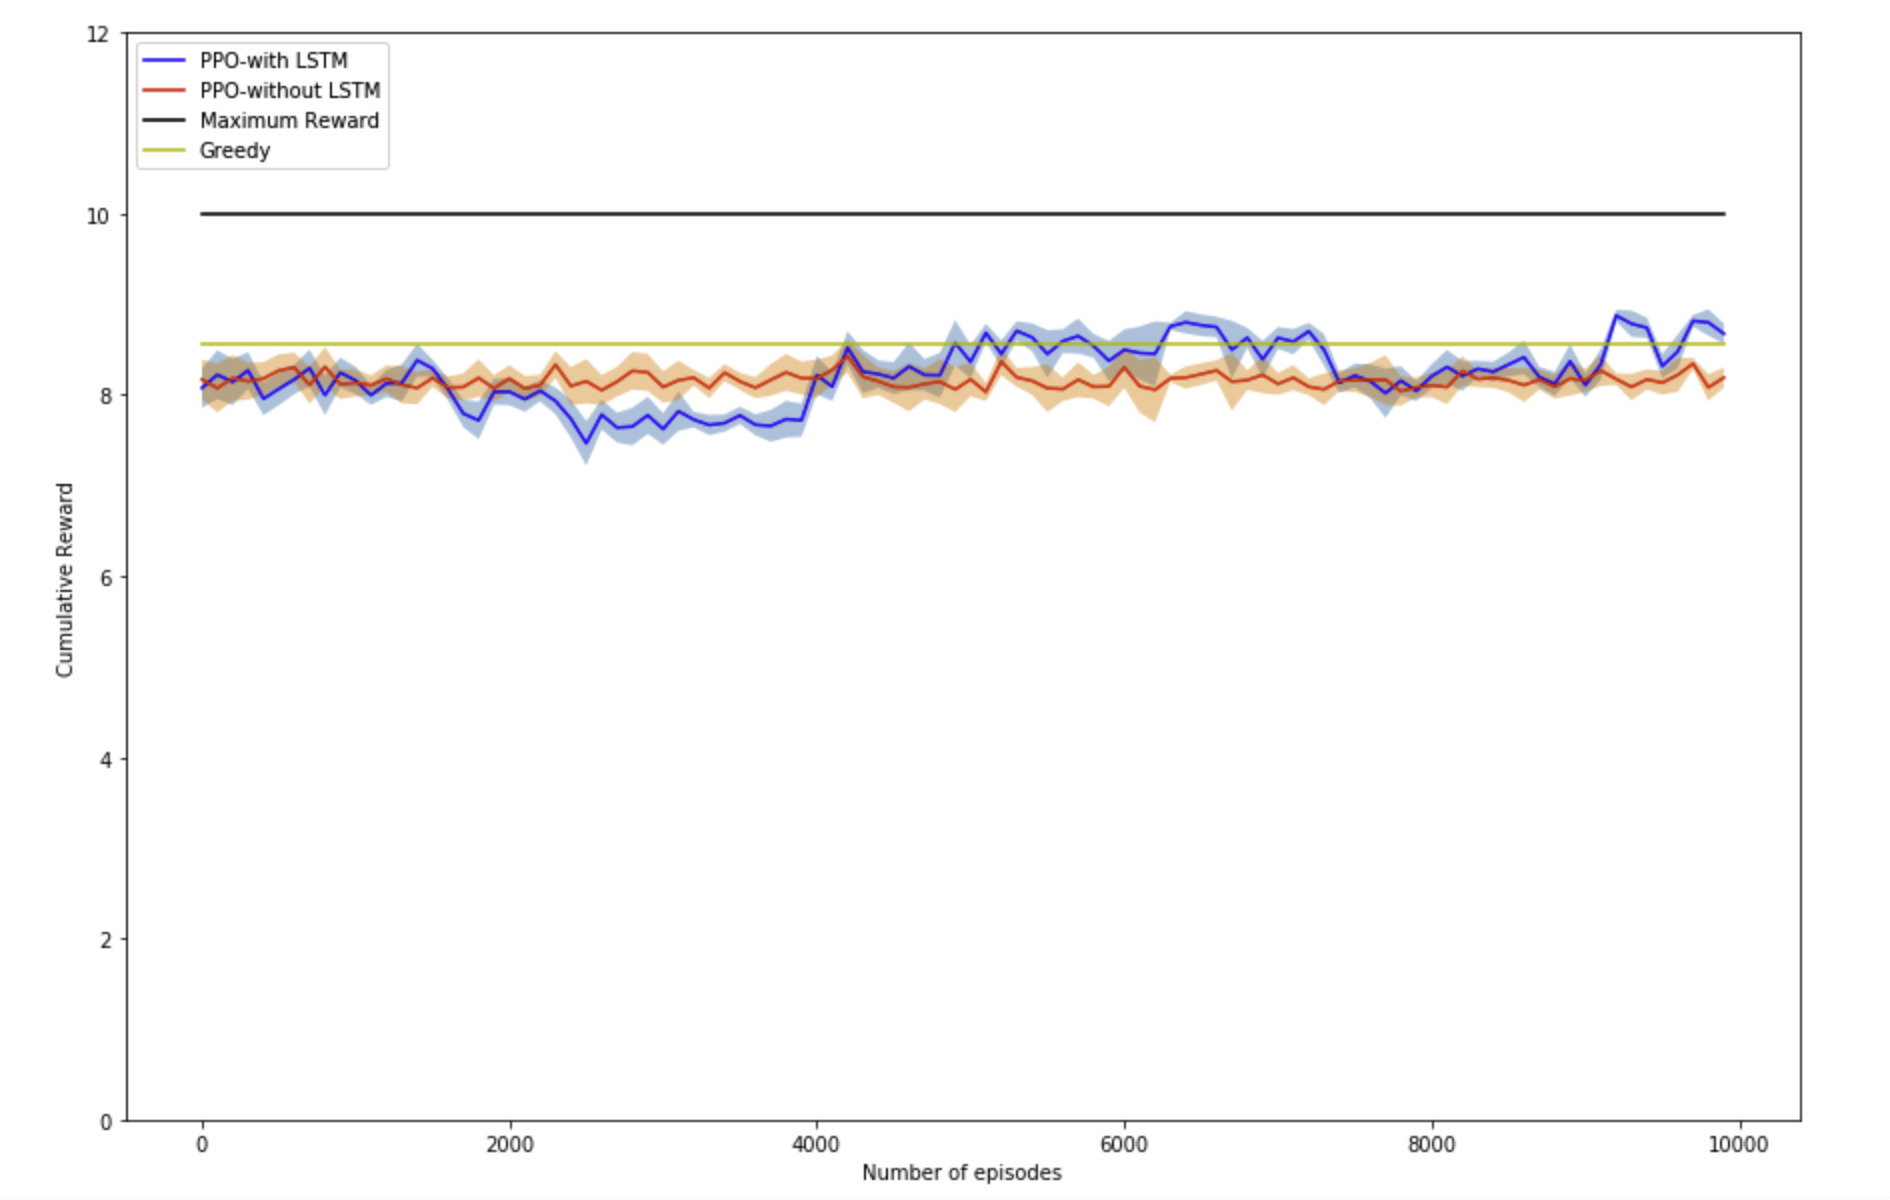 12
PPO-with LSTM
PPO-without LSTM
Maximum Reward
Greedy
10
8
6
4
2
0
Cumulative Reward
0 2000 4000 6000 8000 10000
Number of episodes